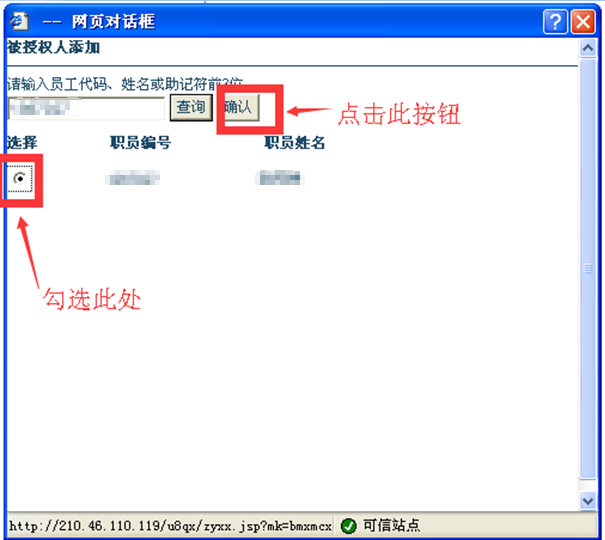 -- 网页对话框
被授权人添加
请输入员工代码、姓名或助记符前3位
查询 确认 点击此按钮
选择 职员编号 职员姓名
勾选此处
http://210.46.110.119/u8qx/zyxx.jsp?mk=bmxmcx 可信站点